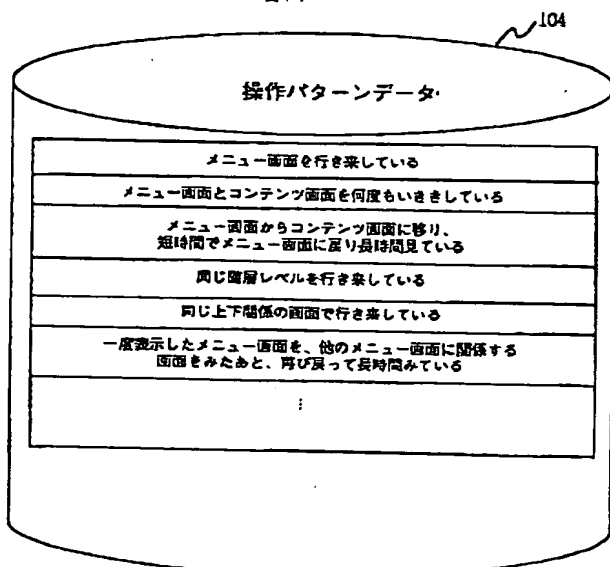 104
操作パターンデータ
メニュー画面を行き来している
メニュー画面とコンテンツ画面を何度もいききしている
メニュー画面からコンテンツ画面に移り、
短時間でメニュー画面に戻り長時間見ている
同じ階層レベルを行き来している
同じ上下関係の画面で行き来している
一度表示したメニュー画面を、他のメニュー画面に関係する
画面をみたあと、再び戻って長時間みている
⋮